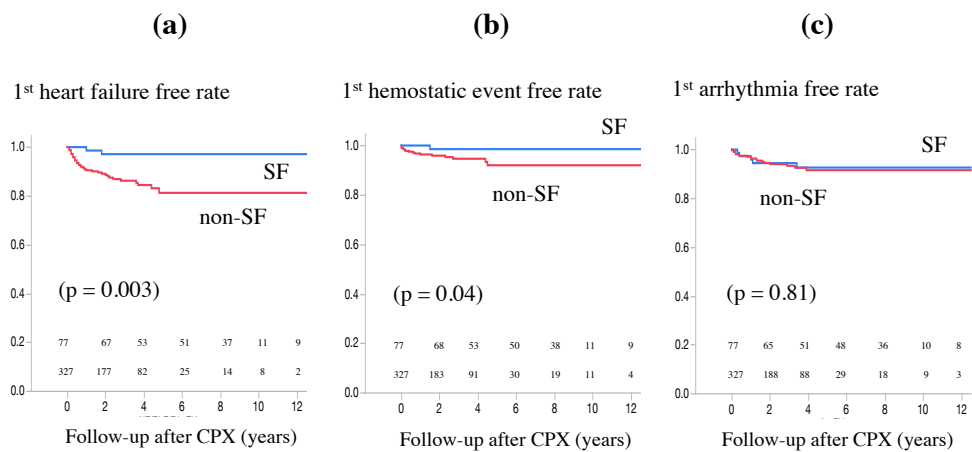 (a)
(b)
(c)
1st heart failure free rate
1st hemostatic event free rate
1st arrhythmia free rate
1.0
0.8
0.6
0.4
0.2
0.0
SF
non-SF
(p = 0.003)
77 67 53 51 37 11 9
327 177 82 25 14 8 2
0 2 4 6 8 10 12
Follow-up after CPX (years)
1.0
0.8
0.6
0.4
0.2
0.0
SF
non-SF
(p = 0.04)
77 68 53 50 38 11 9
327 183 91 30 19 11 4
0 2 4 6 8 10 12
Follow-up after CPX (years)
1.0
0.8
0.6
0.4
0.2
0.0
SF
non-SF
(p = 0.81)
77 65 51 48 36 10 8
327 188 88 29 18 9 3
0 2 4 6 8 10 12
Follow-up after CPX (years)